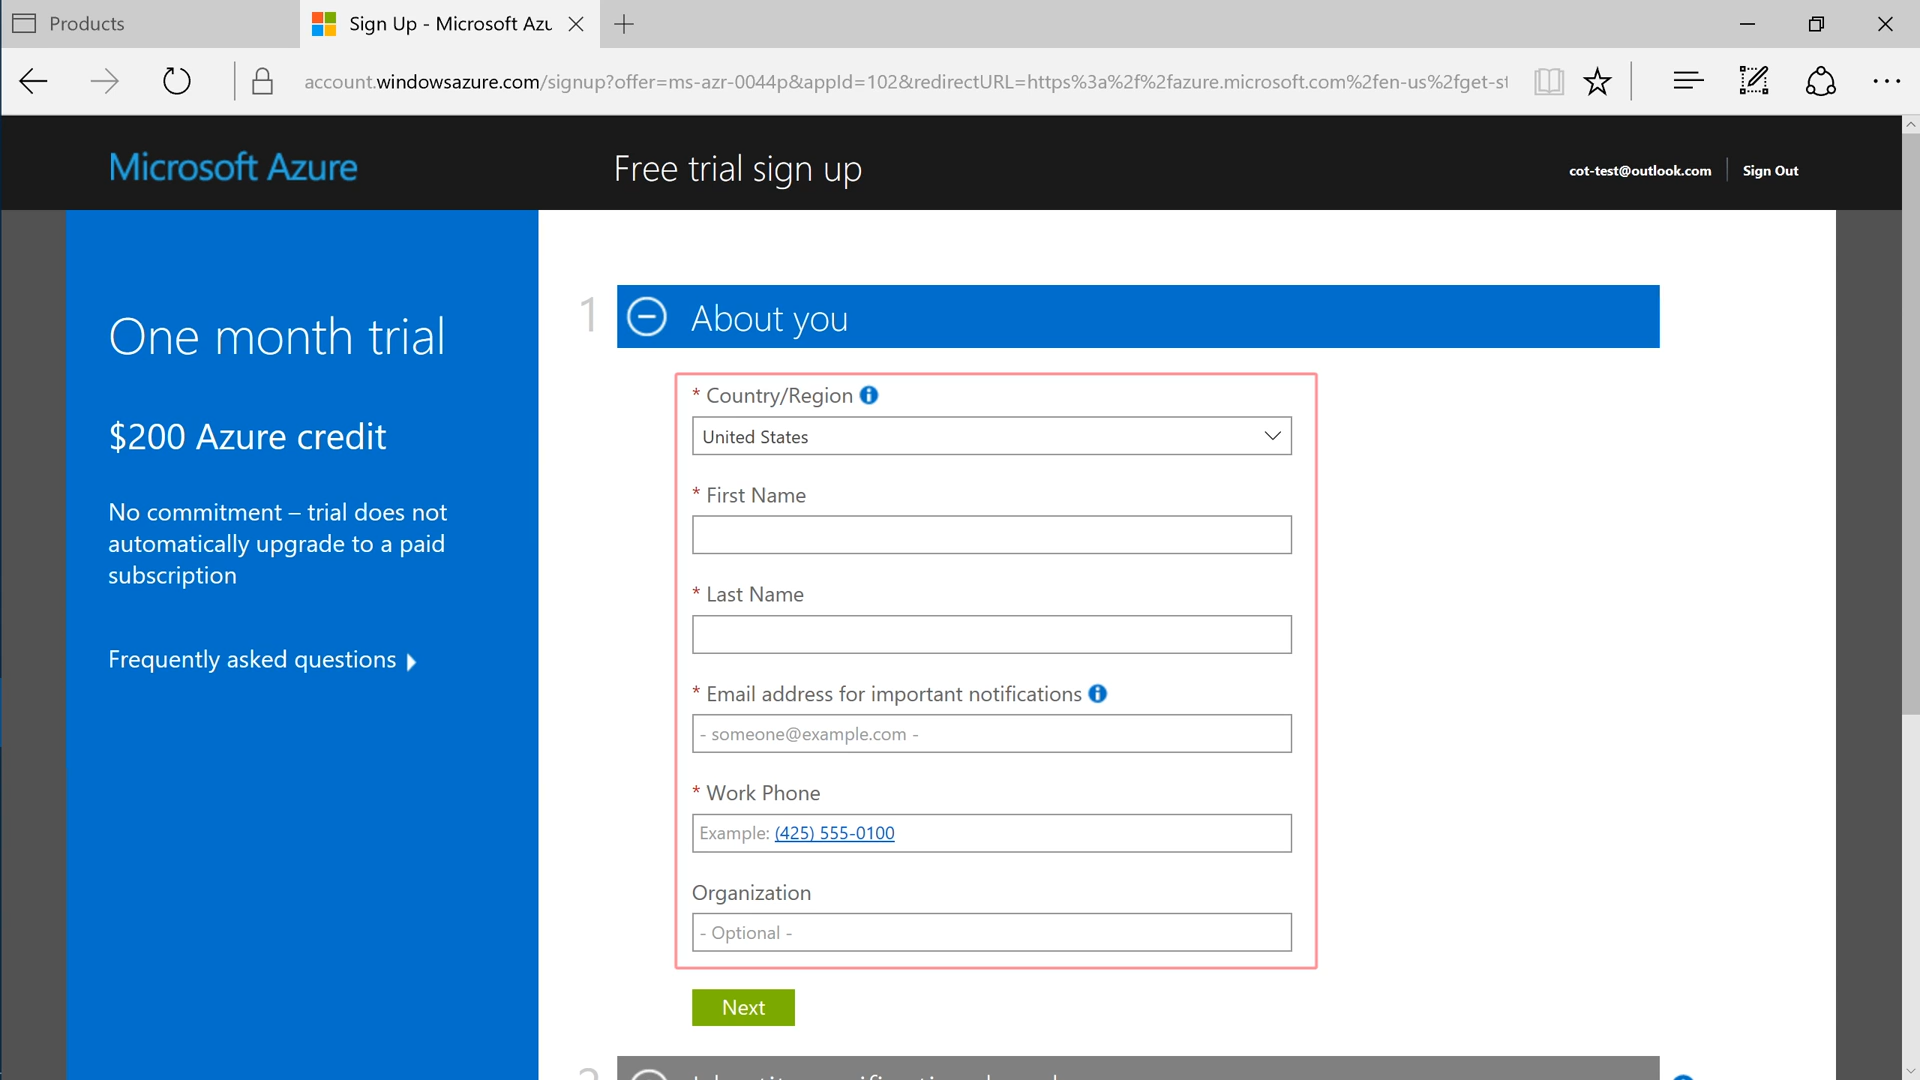 Products
Sign Up - Microsoft Azu
account.windowsazure.com/signup?offer=ms-azr-0044p&appId=102&redirectURL=https%3a%2f%2fazure.microsoft.com%2fen-us%2fget-st
Microsoft Azure
Free trial sign up
cot-test@outlook.com
Sign Out
One month trial
$200 Azure credit
No commitment – trial does not
automatically upgrade to a paid
subscription
Frequently asked questions
1
About you
* Country/Region
United States
* First Name
* Last Name
* Email address for important notifications
- someone@example.com -
* Work Phone
Example: (425) 555-0100
Organization
- Optional -
Next